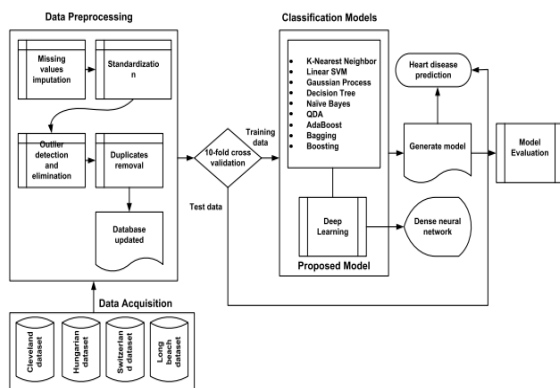 Data Preprocessing
Missing
values
imputation
Standardizatio
n
Outlier
detection and
elimination
Duplicates
removal
Database
updated
Data Acquisition
Cleveland
dataset
Hungarian
dataset
Switzerlan
d dataset
Long
beach
dataset
10-fold cross
validation
Training
data
Test data
Classification Models
• K-Nearest Neighbor
• Linear SVM
• Gaussian Process
• Decision Tree
• Naïve Bayes
• QDA
• AdaBoost
• Bagging
• Boosting
Deep
Learning
Proposed Model
Heart disease
prediction
Generate model
Dense neural
network
Model
Evaluation